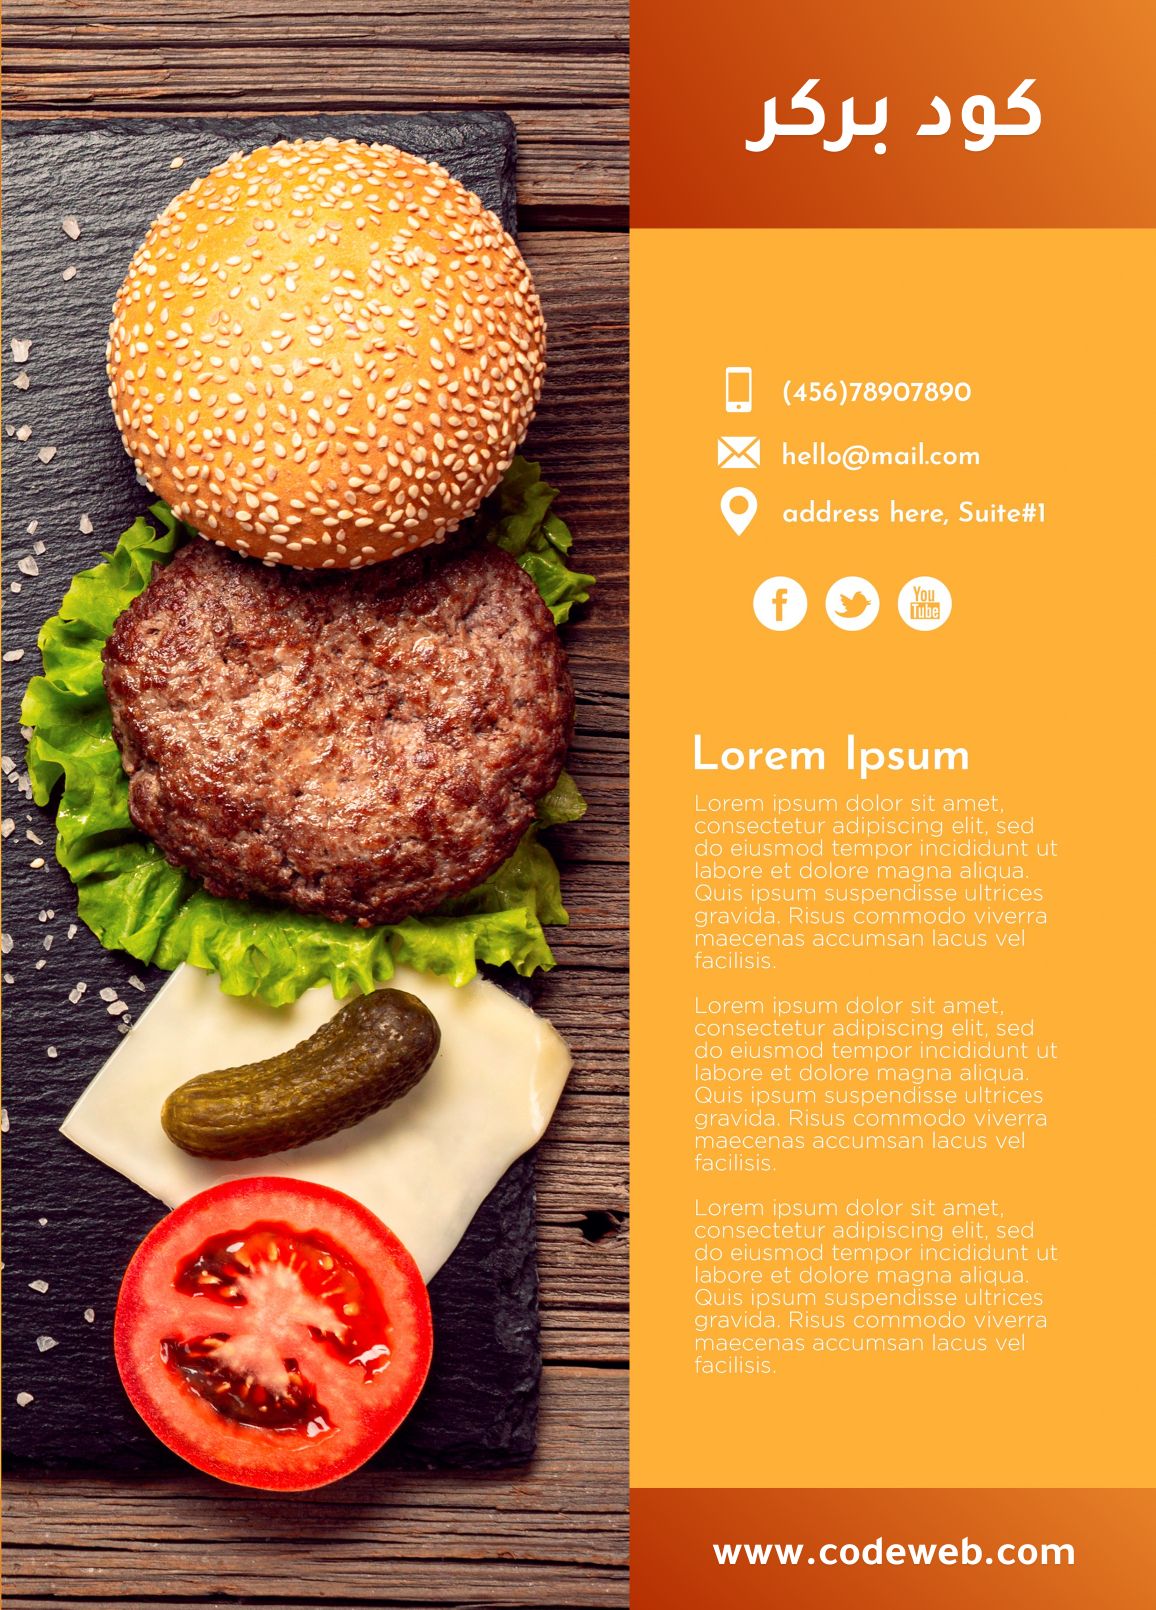 كود بركر
(456)78907890
hello@mail.com
address here, Suite#1
You
Tube
Lorem Ipsum
Lorem ipsum dolor sit amet,
consectetur adipiscing elit, sed
do eiusmod tempor incididunt ut
labore et dolore magna aliqua.
Quis ipsum suspendisse ultrices
gravida. Risus commodo viverra
maecenas accumsan lacus vel
facilisis.
Lorem ipsum dolor sit amet,
consectetur adipiscing elit, sed
do eiusmod tempor incididunt ut
labore et dolore magna aliqua.
Quis ipsum suspendisse ultrices
gravida. Risus commodo viverra
maecenas accumsan lacus vel
facilisis.
Lorem ipsum dolor sit amet,
consectetur adipiscing elit, sed
do eiusmod tempor incididunt ut
labore et dolore magna aliqua.
Quis ipsum suspendisse ultrices
gravida. Risus commodo viverra
maecenas accumsan lacus vel
facilisis.
www.codeweb.com